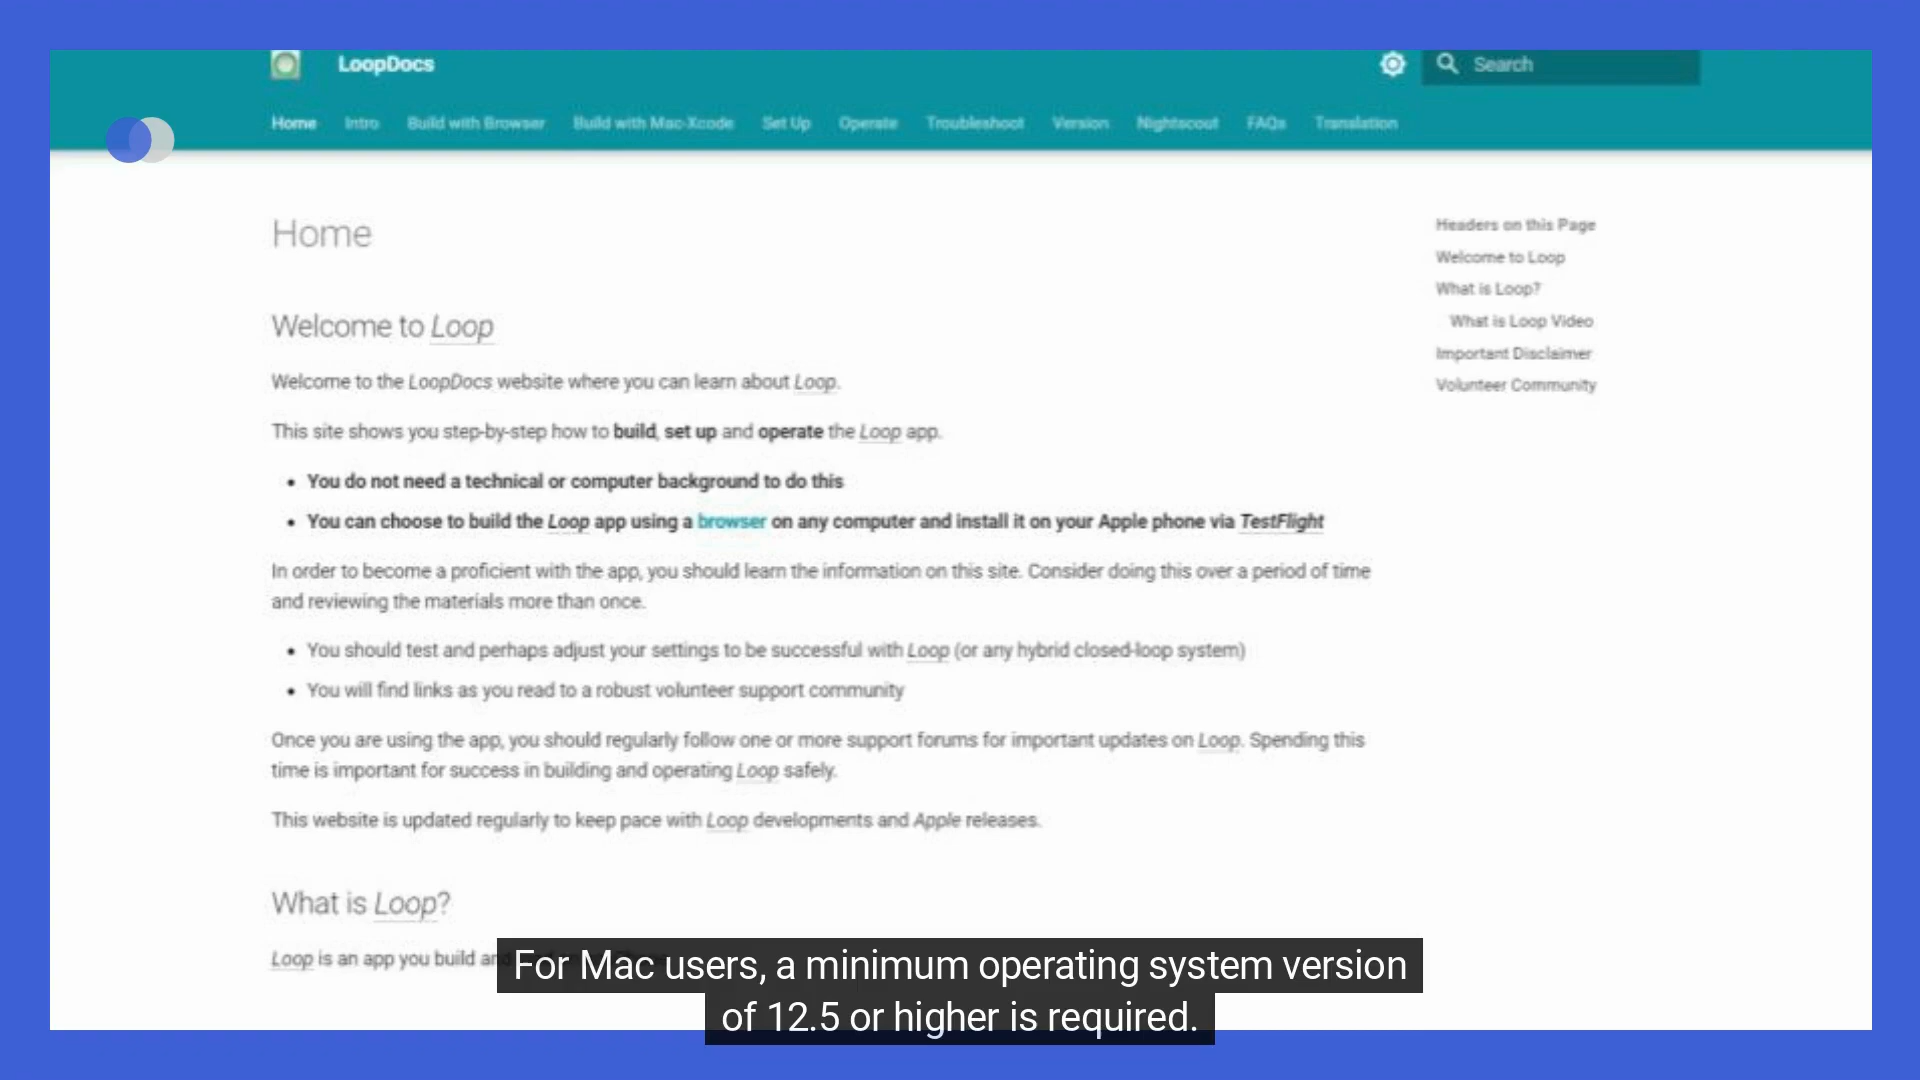 LoopDocs
Search
Home Intro Build with Browser Build with Mac-Xcode Set Up Operate Troubleshoot Version Nightscout FAQs Translation
Home
Headers on this Page
Welcome to Loop
What is Loop?
What is Loop Video
Important Disclaimer
Volunteer Community
Welcome to Loop
Welcome to the LoopDocs website where you can learn about Loop.
This site shows you step-by-step how to build, set up and operate the Loop app.
• You do not need a technical or computer background to do this
• You can choose to build the Loop app using a browser on any computer and install it on your Apple phone via TestFlight
In order to become a proficient with the app, you should learn the information on this site. Consider doing this over a period of time
and reviewing the materials more than once.
• You should test and perhaps adjust your settings to be successful with Loop (or any hybrid closed-loop system)
• You will find links as you read to a robust volunteer support community
Once you are using the app, you should regularly follow one or more support forums for important updates on Loop. Spending this
time is important for success in building and operating Loop safely.
This website is updated regularly to keep pace with Loop developments and Apple releases.
What is Loop?
Loop is an app you build and
For Mac users, a minimum operating system version
of 12.5 or higher is required.